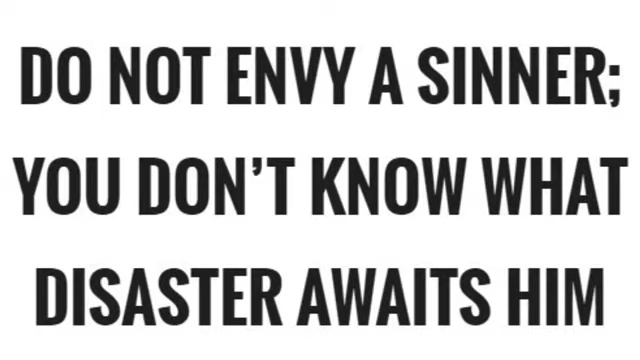 DO NOT ENVY A SINNER;
YOU DON’T KNOW WHAT
DISASTER AWAITS HIM